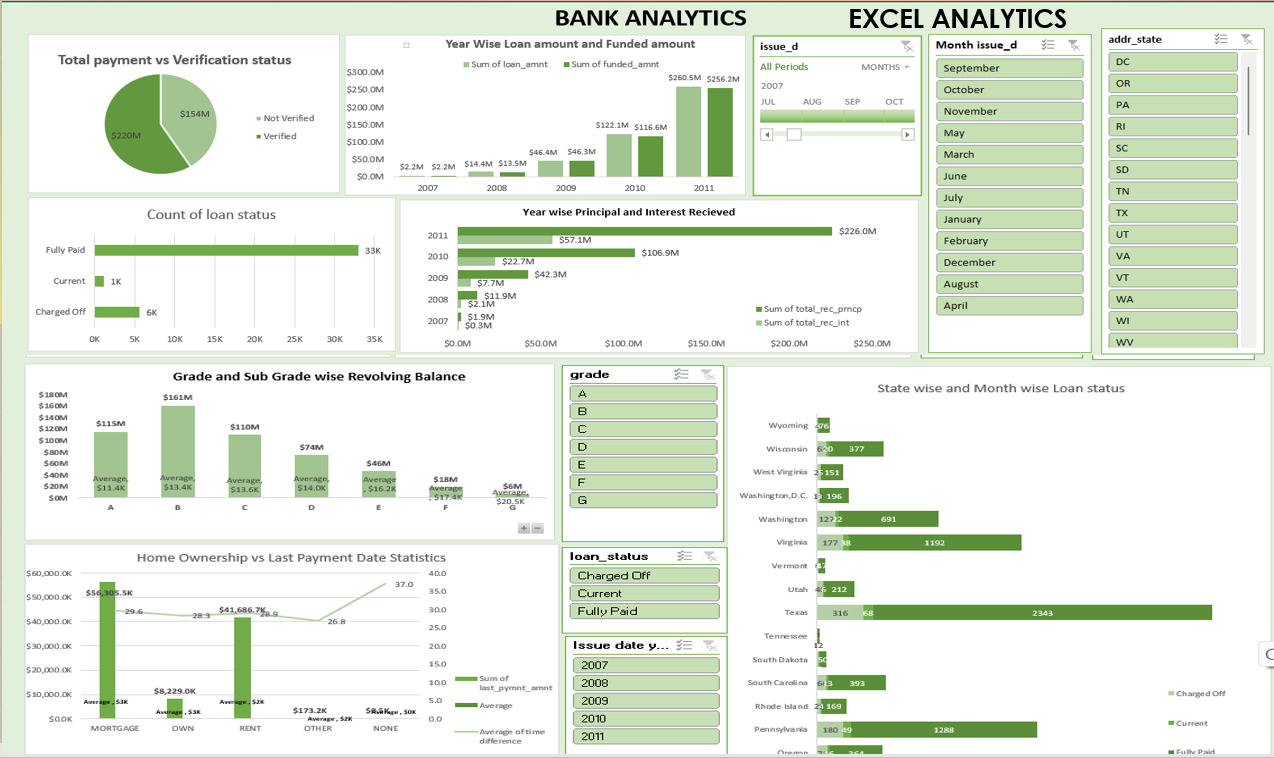 BANK ANALYTICS
EXCEL ANALYTICS
Total payment vs Verification status
$154M
$220M
Not Verified
Verified
Year Wise Loan amount and Funded amount
Sum of loan_amnt
Sum of funded_amnt
$300.0M
$250.0M
$200.0M
$150.0M
$100.0M
$50.0M
$0.0M
$2.2M
$2.2M
$14.4M
$13.5M
$46.4M
$46.3M
$122.1M
$116.6M
$260.5M
$256.2M
2007
2008
2009
2010
2011
issue_d
All Periods
MONTHS
2007
JUL
AUG
SEP
OCT
Month issue_d
September
October
November
May
March
June
July
January
February
December
August
April
addr_state
DC
OR
PA
RI
SC
SD
TN
TX
UT
VA
VT
WA
WI
WV
Count of loan status
Fully Paid
33K
Current
1K
Charged Off
6K
0K
5K
10K
15K
20K
25K
30K
35K
Year wise Principal and Interest Recieved
2011
$226.0M
$57.1M
2010
$106.9M
$22.7M
2009
$42.3M
$7.7M
2008
$11.9M
$2.1M
2007
$1.9M
$0.3M
Sum of total_rec_prncp
Sum of total_rec_int
$0.0M
$50.0M
$100.0M
$150.0M
$200.0M
$250.0M
Grade and Sub Grade wise Revolving Balance
$180M
$160M
$140M
$120M
$100M
$80M
$60M
$40M
$20M
$0M
$115M
$161M
$110M
$74M
$46M
$18M
$6M
Average, $11.4K
Average, $13.4K
Average, $13.6K
Average, $14.0K
Average, $16.2K
Average, $17.4K
Average, $20.5K
A
B
C
D
E
F
G
grade
A
B
C
D
E
F
G
loan_status
Charged Off
Current
Fully Paid
Issue date y...
2007
2008
2009
2010
2011
Home Ownership vs Last Payment Date Statistics
$60,000.0K
$50,000.0K
$40,000.0K
$30,000.0K
$20,000.0K
$10,000.0K
$0.0K
$56,305.5K
$8,229.0K
$41,686.7K
$173.2K
29.6
28.3
28.9
26.8
37.0
Average , $3K
Average , $3K
Average , $2K
Average , $2K
Average , $0K
MORTGAGE
OWN
RENT
OTHER
NONE
40.0
35.0
30.0
25.0
20.0
15.0
10.0
5.0
0.0
Sum of last_pymnt_amnt
Average
Average of time difference
State wise and Month wise Loan status
Wyoming
76
Wisconsin
377
West Virginia
151
Washington,D.C.
196
Washington
127
691
Virginia
177
1192
Vermont
Utah
212
Texas
316
68
2343
Tennessee
12
South Dakota
50
South Carolina
393
Rhode Island
24
169
Pennsylvania
180
49
1288
Oregon
364
Charged Off
Current
Fully Paid